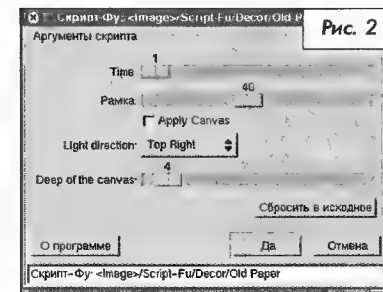 Скрипт-Фу: <Image>/Script-Fu/Decor/Old P
Рис. 2
Аргументы скрипта
1
Time
40
Рамка
Apply Canvas
Light direction: Top Right
4
Deep of the canvas:
Сбросить в исходное
О программе Да Отмена
Скрипт-Фу: <Image>/Script-Fu/Decor/Old Paper